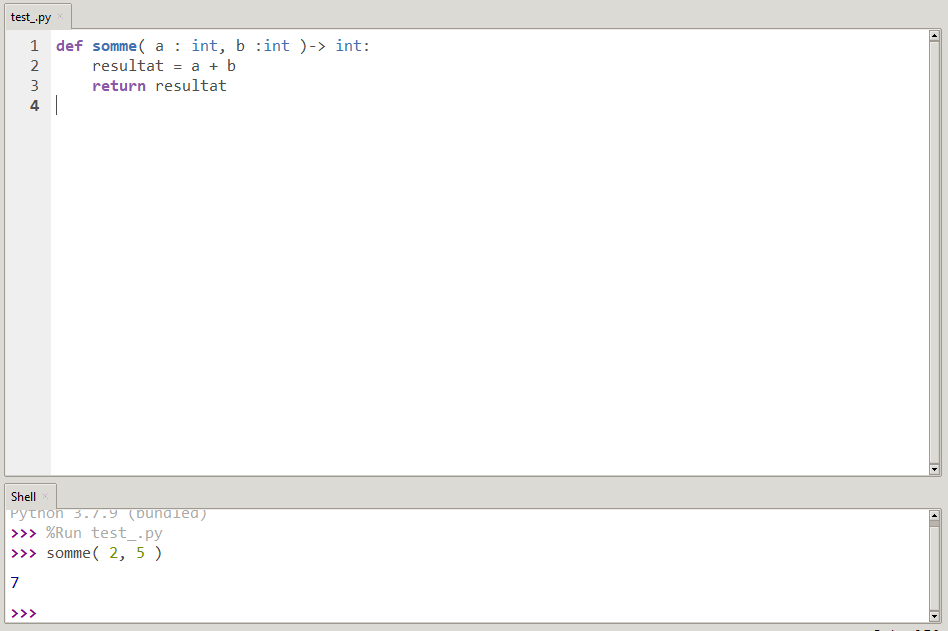 test_.py
1 def somme( a : int, b :int )-> int:
2     resultat = a + b
3     return resultat
4
Shell
Python 3.7.9 (bundled)
>>> %Run test_.py
>>> somme( 2, 5 )
7
>>>